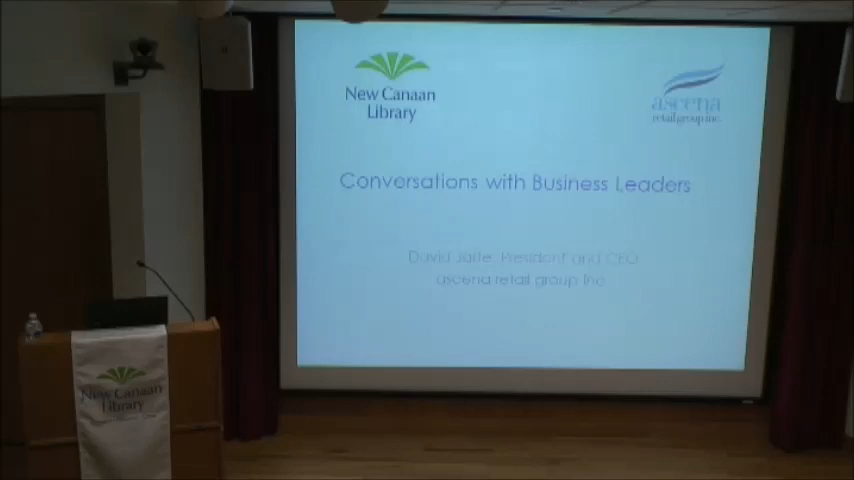 New Canaan
Library
ascena
retail group inc.
Conversations with Business Leaders
David Jaffe, President and CEO
ascena retail group inc
New Canaan
Library